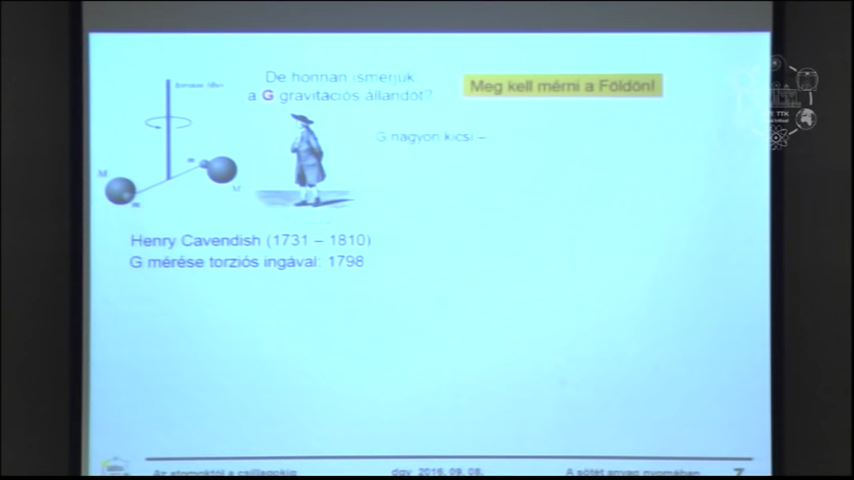 De honnan ismerjük
a G gravitációs állandót?
Meg kell mérni a Földön!
G nagyon kicsi –
M
m
m
M
Henry Cavendish (1731 – 1810)
G mérése torziós ingával: 1798
Az atomoktól a csillagokig
dgy 2016. 09. 08.
A sötét anyag nyomában
7